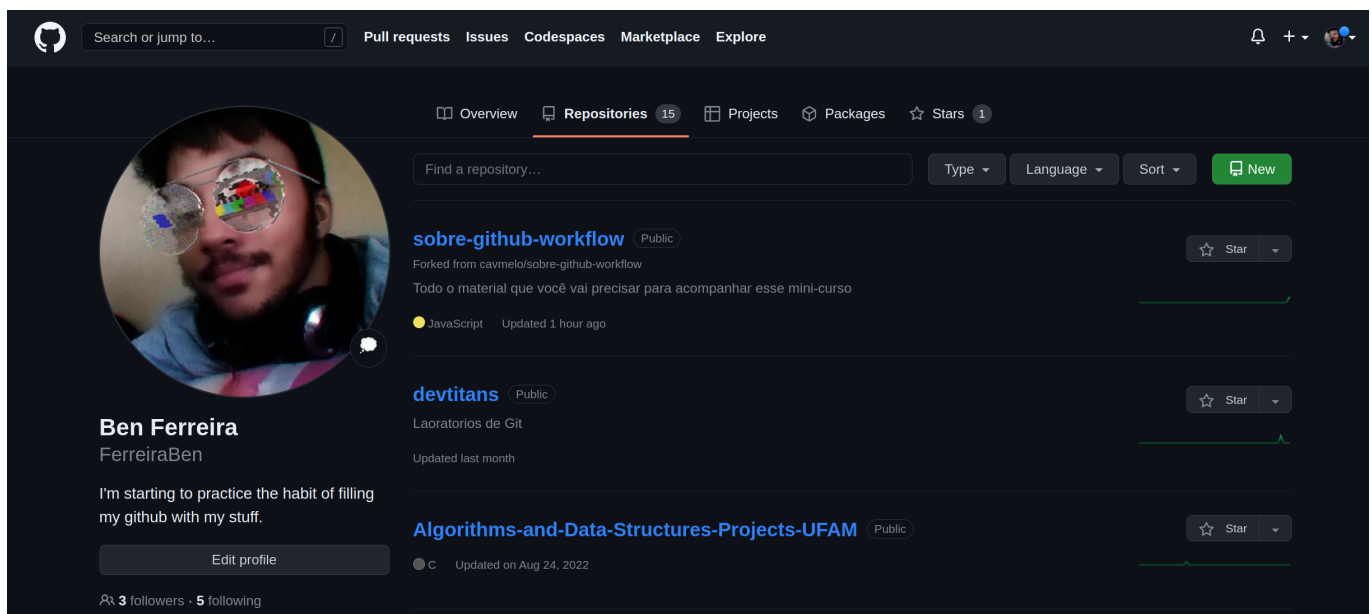 Search or jump to… /
Pull requests Issues Codespaces Marketplace Explore
Overview Repositories 15 Projects Packages Stars 1
Find a repository…
Type Language Sort New
sobre-github-workflow Public
Star
Forked from cavmelo/sobre-github-workflow
Todo o material que você vai precisar para acompanhar esse mini-curso
JavaScript Updated 1 hour ago
devtitans Public
Star
Laoratorios de Git
Updated last month
Algorithms-and-Data-Structures-Projects-UFAM Public
Star
C Updated on Aug 24, 2022
Ben Ferreira
FerreiraBen
I'm starting to practice the habit of filling
my github with my stuff.
Edit profile
3 followers · 5 following